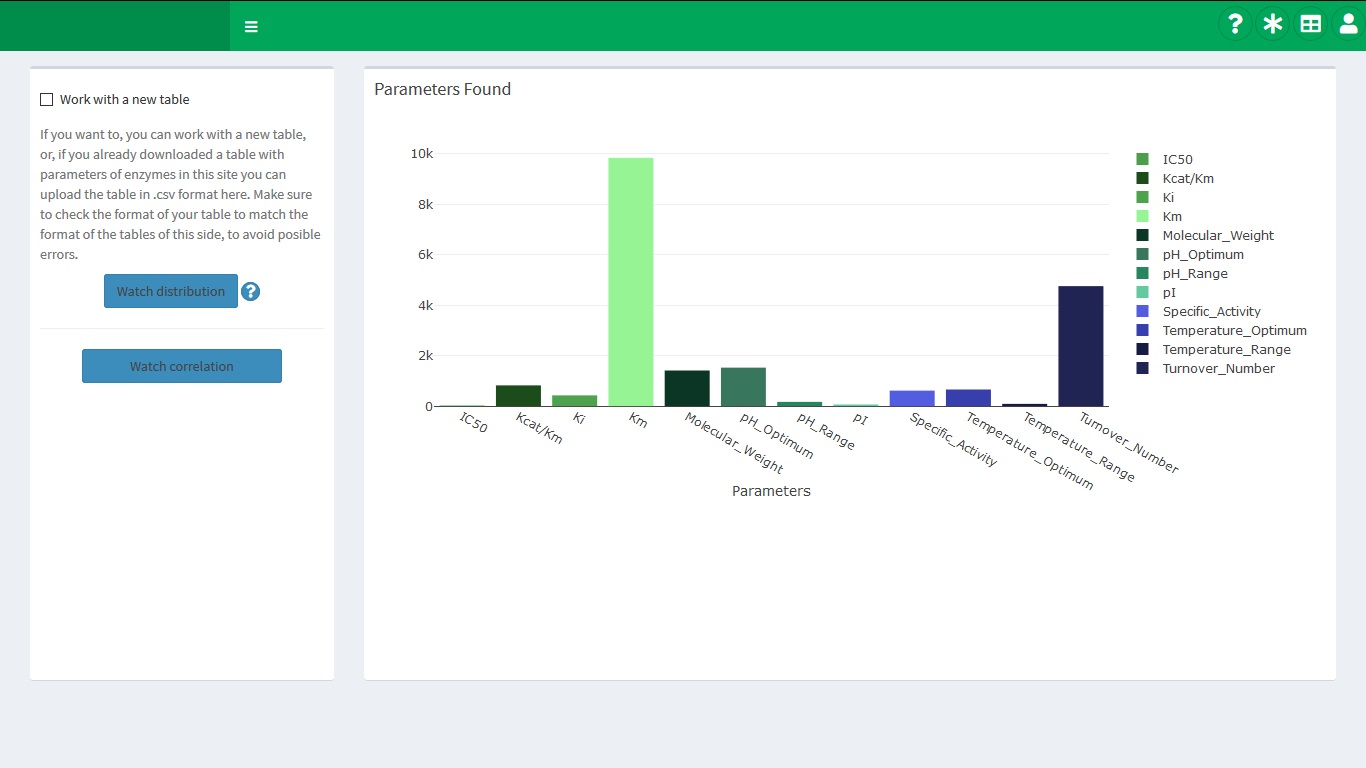 Work with a new table
If you want to, you can work with a new table,
or, if you already downloaded a table with
parameters of enzymes in this site you can
upload the table in .csv format here. Make sure
to check the format of your table to match the
format of the tables of this side, to avoid posible
errors.
Watch distribution
?
Watch correlation
?
Parameters Found
10k
8k
6k
4k
2k
0
IC50
Kcat/Km
Ki
Km
Molecular_Weight
pH_Optimum
pH_Range
pI
Specific_Activity
Temperature_Optimum
Temperature_Range
Turnover_Number
Parameters
IC50
Kcat/Km
Ki
Km
Molecular_Weight
pH_Optimum
pH_Range
pI
Specific_Activity
Temperature_Optimum
Temperature_Range
Turnover_Number